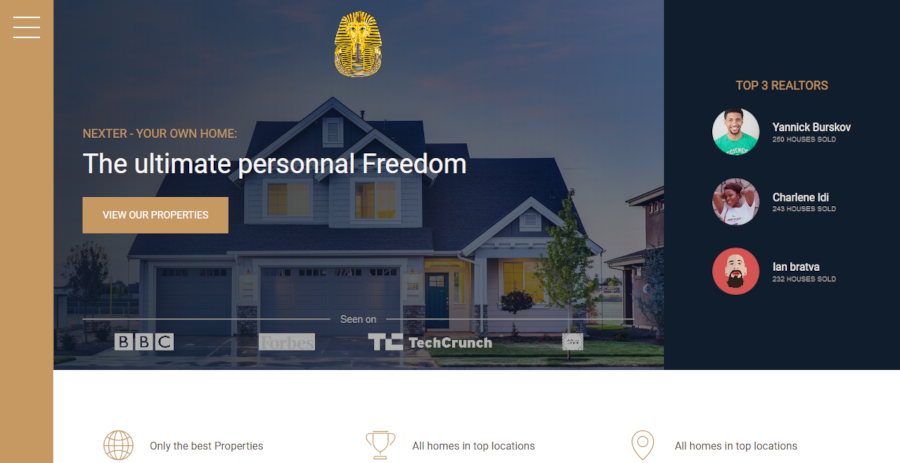 NEXTER - YOUR OWN HOME:
The ultimate personnal Freedom
VIEW OUR PROPERTIES
Seen on
BBC
Forbes
TechCrunch
TOP 3 REALTORS
Yannick Burskov
250 HOUSES SOLD
Charlene Idi
243 HOUSES SOLD
Ian bratva
232 HOUSES SOLD
Only the best Properties
All homes in top locations
All homes in top locations